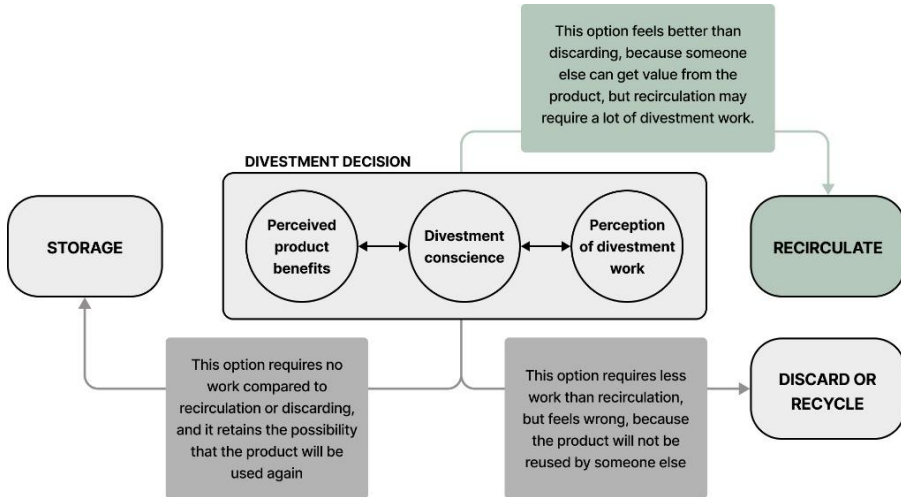 This option feels better than
discarding, because someone
else can get value from the
product, but recirculation may
require a lot of divestment work.
DIVESTMENT DECISION
STORAGE
Perceived
product
benefits
Divestment
conscience
Perception
of divestment
work
RECIRCULATE
This option requires no
work compared to
recirculation or discarding,
and it retains the possibility
that the product will be
used again
This option requires less
work than recirculation,
but feels wrong, because
the product will not be
reused by someone else
DISCARD OR
RECYCLE